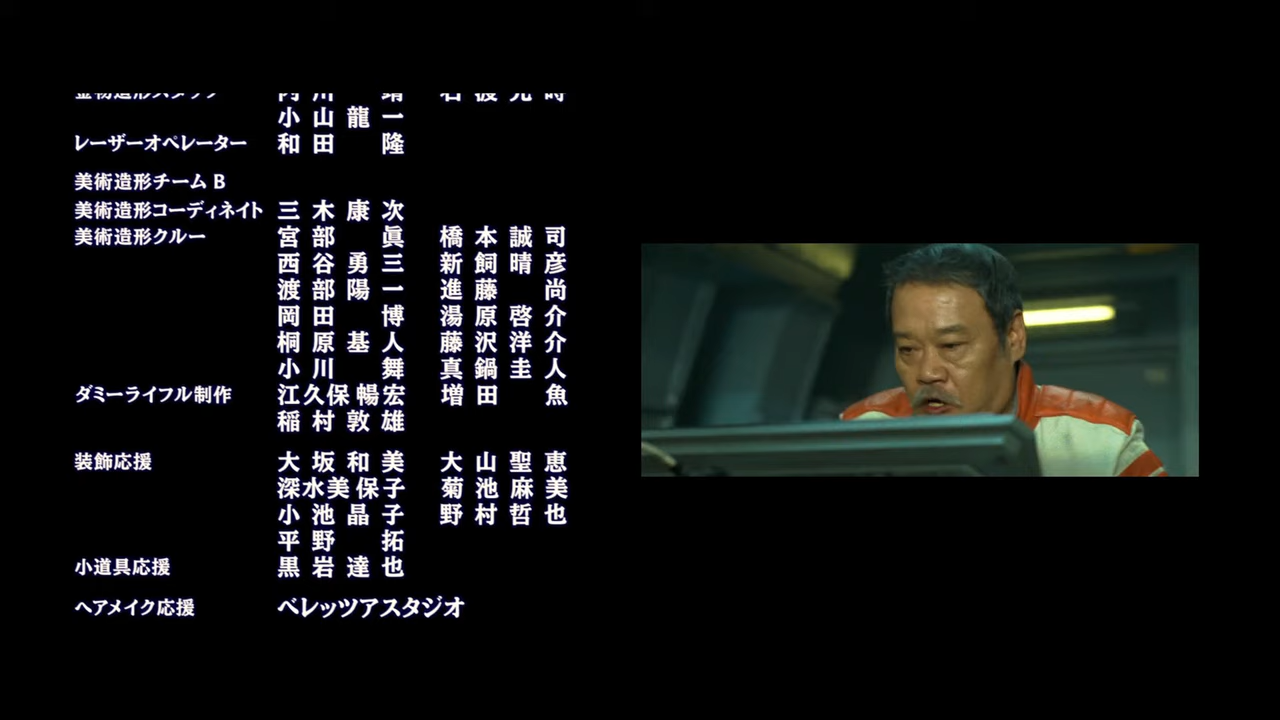 小山龍一
レーザーオペレーター 和田 隆
美術造形チーム B
美術造形コーディネイト 三木康次
美術造形クルー 宮部 眞 橋本誠司
西谷勇三 新飼晴彦
渡部陽一 進藤 尚
岡田 博 湯原啓介
桐原基人 藤沢洋介
小川 舞 真鍋圭人
ダミーライフル制作 江久保暢宏 増田 魚
稲村敦雄
装飾応援 大坂和美 大山聖恵
深水美保子 菊池麻美
小池晶子 野村哲也
平野 拓
小道具応援 黒岩達也
ヘアメイク応援 ベレッツアスタジオ